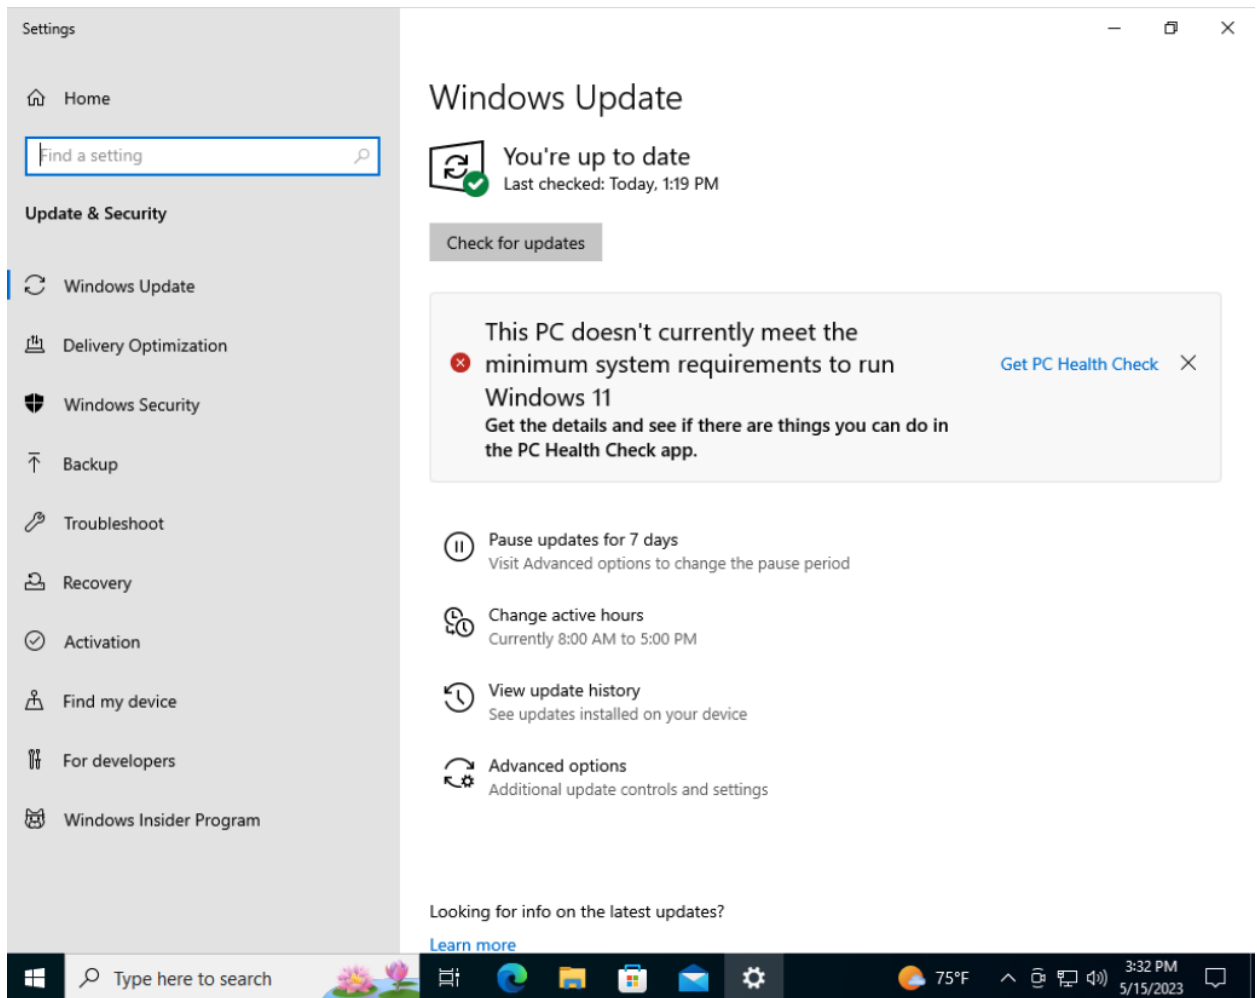 Settings
Home
Find a setting
Update & Security
Windows Update
Delivery Optimization
Windows Security
Backup
Troubleshoot
Recovery
Activation
Find my device
For developers
Windows Insider Program
Windows Update
You're up to date
Last checked: Today, 1:19 PM
Check for updates
This PC doesn't currently meet the
minimum system requirements to run
Windows 11
Get the details and see if there are things you can do in
the PC Health Check app.
Get PC Health Check
Pause updates for 7 days
Visit Advanced options to change the pause period
Change active hours
Currently 8:00 AM to 5:00 PM
View update history
See updates installed on your device
Advanced options
Additional update controls and settings
Looking for info on the latest updates?
Learn more
Type here to search
75°F
3:32 PM
5/15/2023